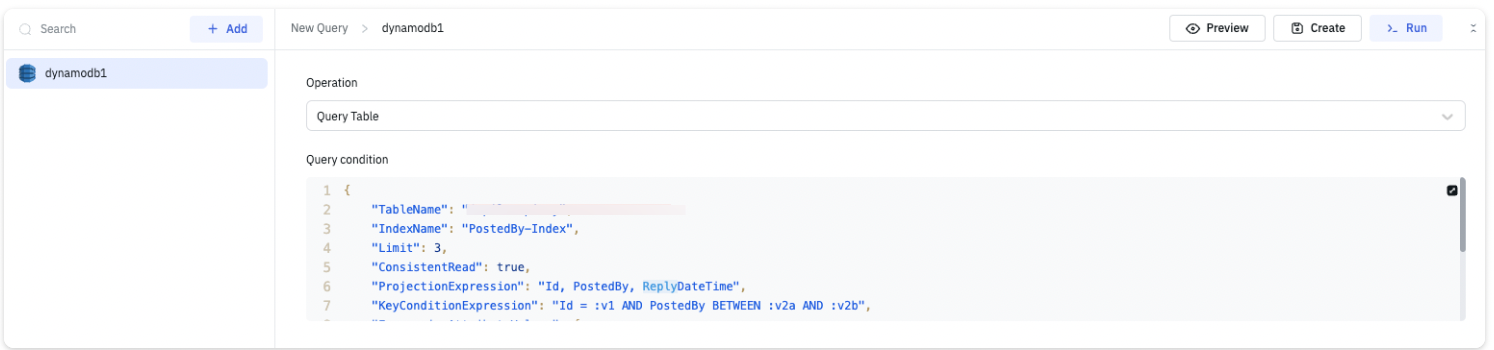 Search
+ Add
New Query > dynamodb1
Preview
Create
Run
dynamodb1
Operation
Query Table
Query condition
1 {
2 "TableName": "
3 "IndexName": "PostedBy-Index",
4 "Limit": 3,
5 "ConsistentRead": true,
6 "ProjectionExpression": "Id, PostedBy, ReplyDateTime",
7 "KeyConditionExpression": "Id = :v1 AND PostedBy BETWEEN :v2a AND :v2b",